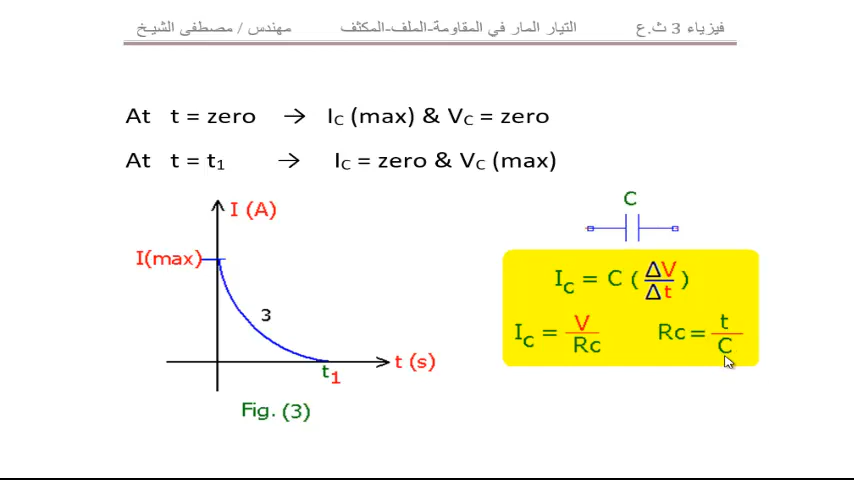 فيزياء 3 ث.ع التيار المار في المقاومة-الملف-المكثف مهندس / مصطفى الشيخ
At t = zero → IC (max) & VC = zero
At t = t1 → IC = zero & VC (max)
I (A)
I(max)
3
t (s)
t1
Fig. (3)
C
IC = C ( ΔV / Δt )
IC = V / Rc Rc = t / C